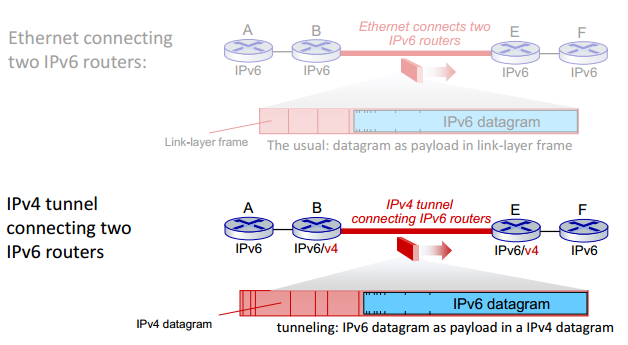 Ethernet connecting
two IPv6 routers:
A B Ethernet connects two
IPv6 routers E F
IPv6 IPv6 IPv6 IPv6
IPv6 datagram
Link-layer frame
The usual: datagram as payload in link-layer frame
IPv4 tunnel
connecting two
IPv6 routers
A B IPv4 tunnel
connecting IPv6 routers E F
IPv6 IPv6/v4 IPv6/v4 IPv6
IPv6 datagram
IPv4 datagram
tunneling: IPv6 datagram as payload in a IPv4 datagram